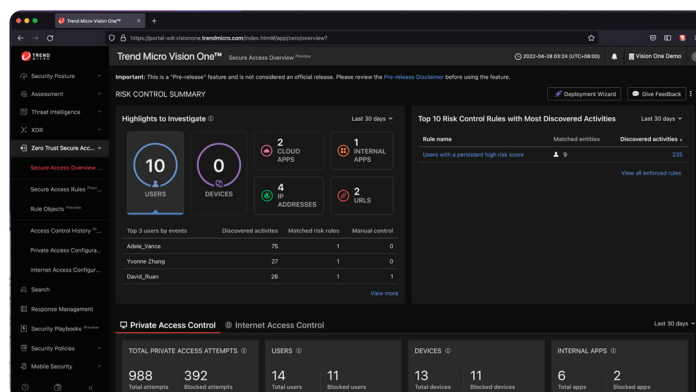 Trend Micro Vision One™
https://portal-xdr.visionone.trendmicro.com/index.html#/app/zero/overview?
TREND MICRO
Trend Micro Vision One™ Secure Access Overview Preview
2022-04-28 03:24 (UTC+08:00)
Vision One Demo
Security Posture
Assessment
Threat Intelligence
XDR
Zero Trust Secure Acc...
Secure Access Overview ...
Secure Access Rules
Rule Objects Preview
Access Control History
Private Access Configura...
Internet Access Configur...
Search
Response Management
Security Playbooks Preview
Security Policies
Mobile Security
Important: This is a "Pre-release" feature and is not considered an official release. Please review the Pre-release Disclaimer before using the feature.
RISK CONTROL SUMMARY
Deployment Wizard
Give Feedback
Highlights to Investigate
Last 30 days
10
USERS
0
DEVICES
2
CLOUD
APPS
1
INTERNAL
APPS
4
IP
ADDRESSES
2
URLS
Top 3 users by events Discovered activites Matched risk rules Manual control
Adele_Vance 75 1 0
Yvonne Zhang 27 1 0
David_Ruan 26 1 1
View more
Top 10 Risk Control Rules with Most Discovered Activities
Last 30 days
Rule name Matched entities Discovered activities
Users with a persistent high risk score 9 235
View all enforced rules
Private Access Control
Internet Access Control
Last 30 days
TOTAL PRIVATE ACCESS ATTEMPTS
988 392
Total attempts Blocked attempts
USERS
14 11
Total users Blocked users
DEVICES
13 11
Total devices Blocked devices
INTERNAL APPS
6 2
Total apps Blocked apps